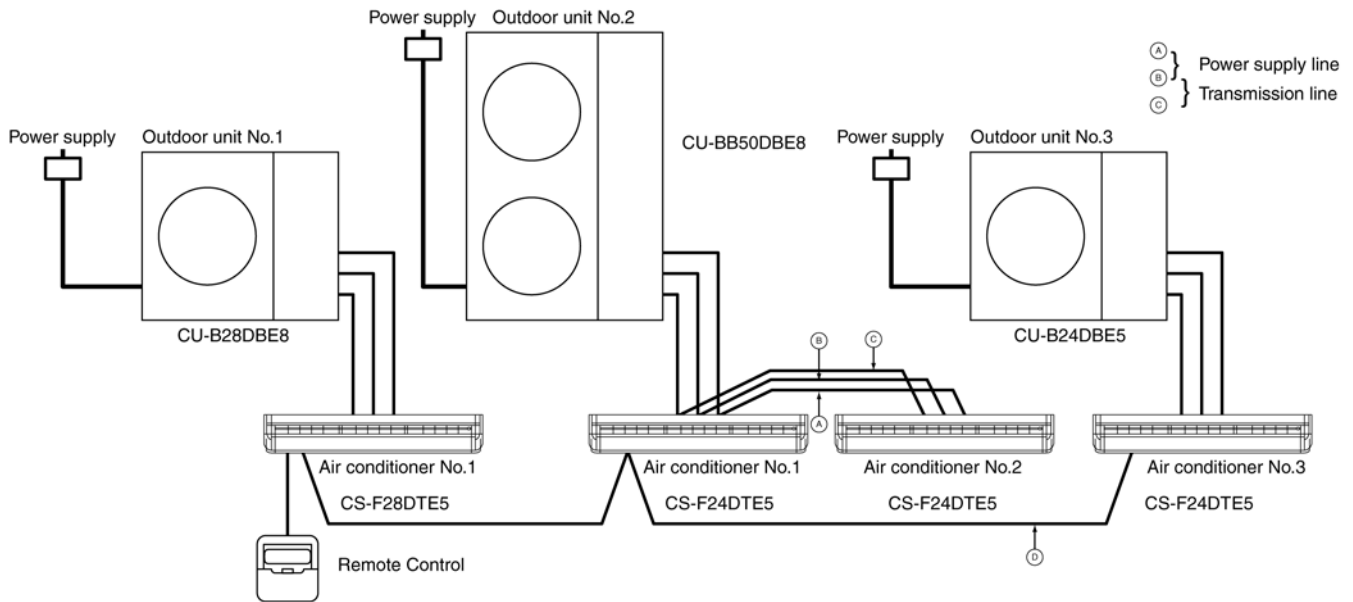 Power supply
Outdoor unit No.2
Ⓐ
Ⓑ
Ⓒ
Power supply line
Transmission line
CU-BB50DBE8
Power supply
Outdoor unit No.1
Power supply
Outdoor unit No.3
CU-B28DBE8
CU-B24DBE5
Ⓑ
Ⓒ
Ⓐ
Air conditioner No.1
Air conditioner No.1
Air conditioner No.2
Air conditioner No.3
CS-F28DTE5
CS-F24DTE5
CS-F24DTE5
CS-F24DTE5
Ⓓ
Remote Control